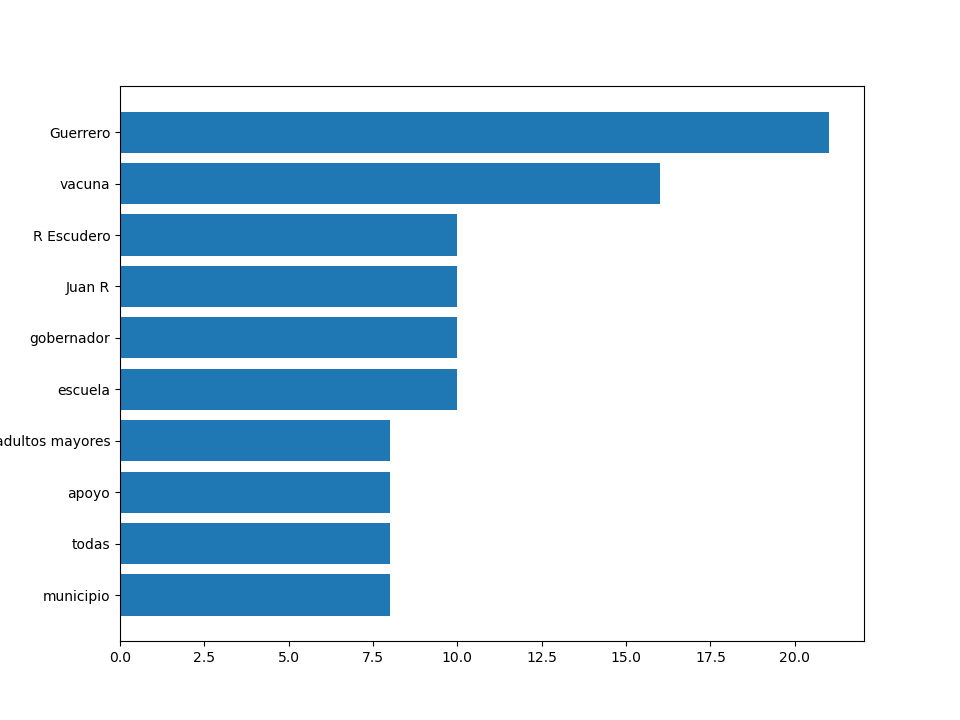 Guerrero
vacuna
R Escudero
Juan R
gobernador
escuela
adultos mayores
apoyo
todas
municipio
0.0 2.5 5.0 7.5 10.0 12.5 15.0 17.5 20.0